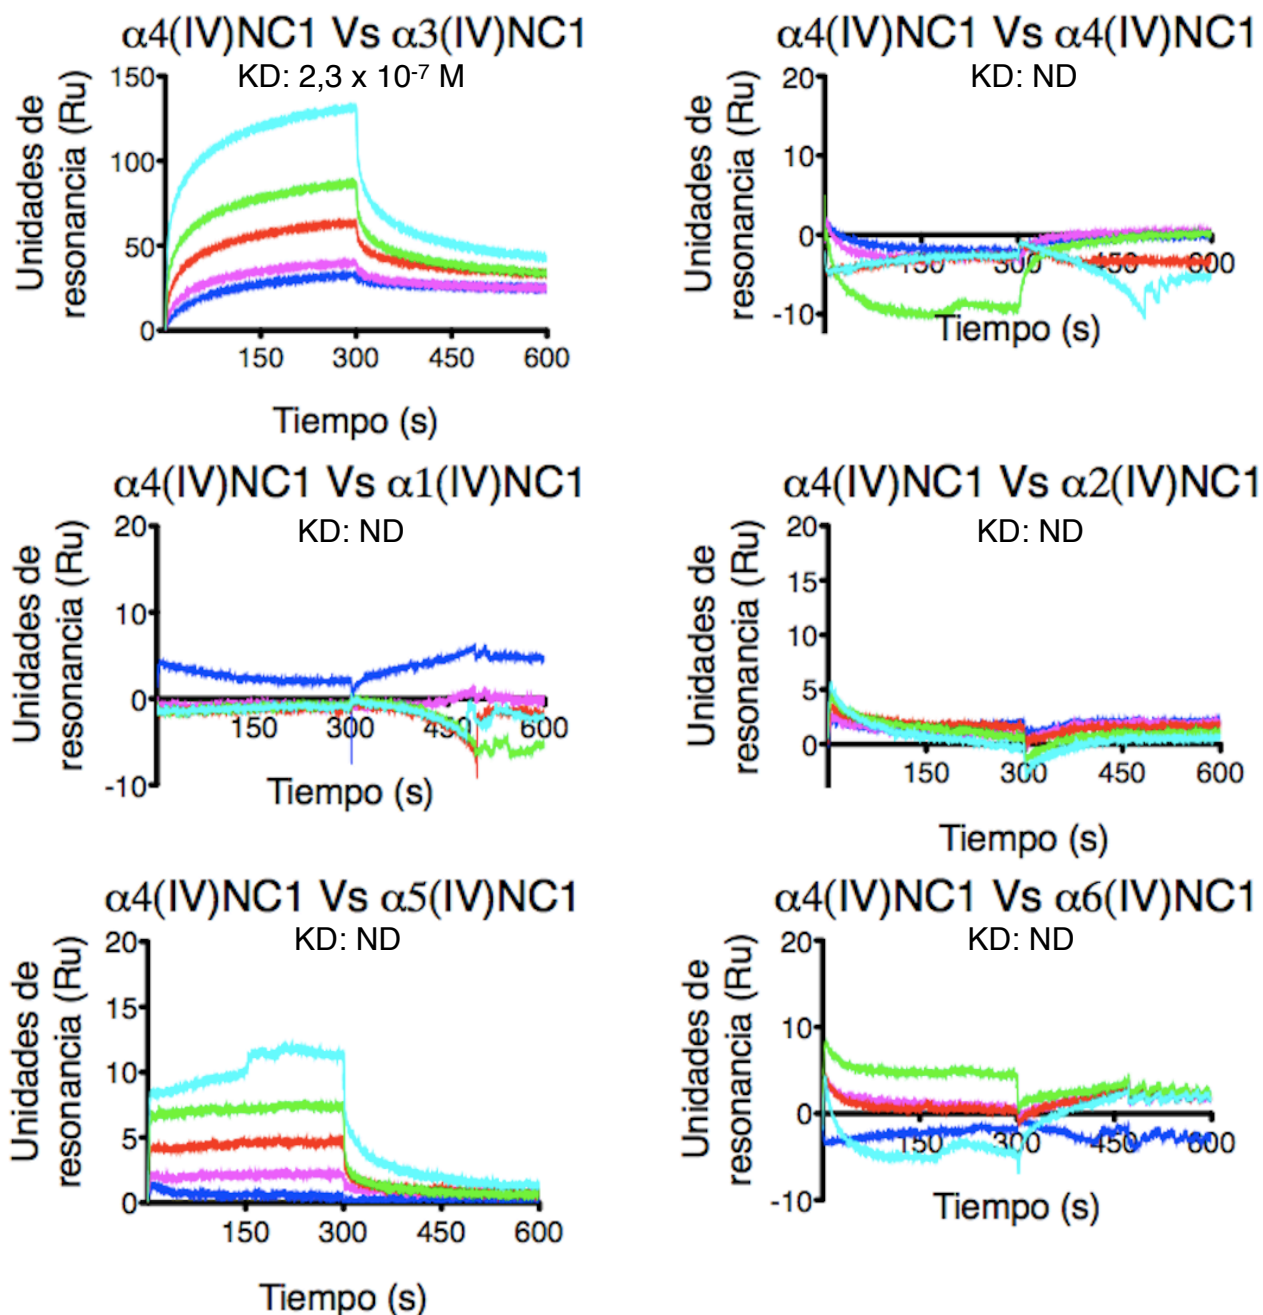 α4(IV)NC1 Vs α3(IV)NC1
KD: 2,3 x 10⁻⁷ M
Unidades de
resonancia (Ru)
150
100
50
0
150 300 450 600
Tiempo (s)
α4(IV)NC1 Vs α4(IV)NC1
KD: ND
Unidades de
resonancia (Ru)
20
10
0
-10
150 300 450 600
Tiempo (s)
α4(IV)NC1 Vs α1(IV)NC1
KD: ND
Unidades de
resonancia (Ru)
20
10
0
-10
150 300 450 600
Tiempo (s)
α4(IV)NC1 Vs α2(IV)NC1
KD: ND
Unidades de
resonancia (Ru)
20
15
10
5
0
150 300 450 600
Tiempo (s)
α4(IV)NC1 Vs α5(IV)NC1
KD: ND
Unidades de
resonancia (Ru)
20
15
10
5
0
150 300 450 600
Tiempo (s)
α4(IV)NC1 Vs α6(IV)NC1
KD: ND
Unidades de
resonancia (Ru)
20
10
0
-10
150 300 450 600
Tiempo (s)